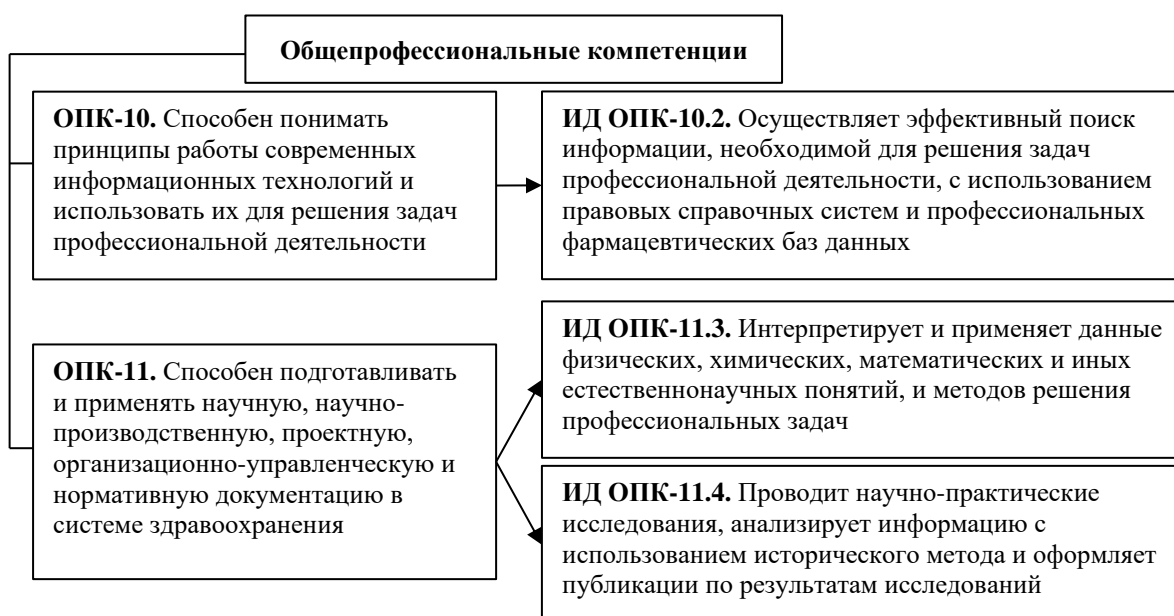 Общепрофессиональные компетенции
ОПК-10. Способен понимать
принципы работы современных
информационных технологий и
использовать их для решения задач
профессиональной деятельности
ИД ОПК-10.2. Осуществляет эффективный поиск
информации, необходимой для решения задач
профессиональной деятельности, с использованием
правовых справочных систем и профессиональных
фармацевтических баз данных
ОПК-11. Способен подготавливать
и применять научную, научно-
производственную, проектную,
организационно-управленческую и
нормативную документацию в
системе здравоохранения
ИД ОПК-11.3. Интерпретирует и применяет данные
физических, химических, математических и иных
естественнонаучных понятий, и методов решения
профессиональных задач
ИД ОПК-11.4. Проводит научно-практические
исследования, анализирует информацию с
использованием исторического метода и оформляет
публикации по результатам исследований